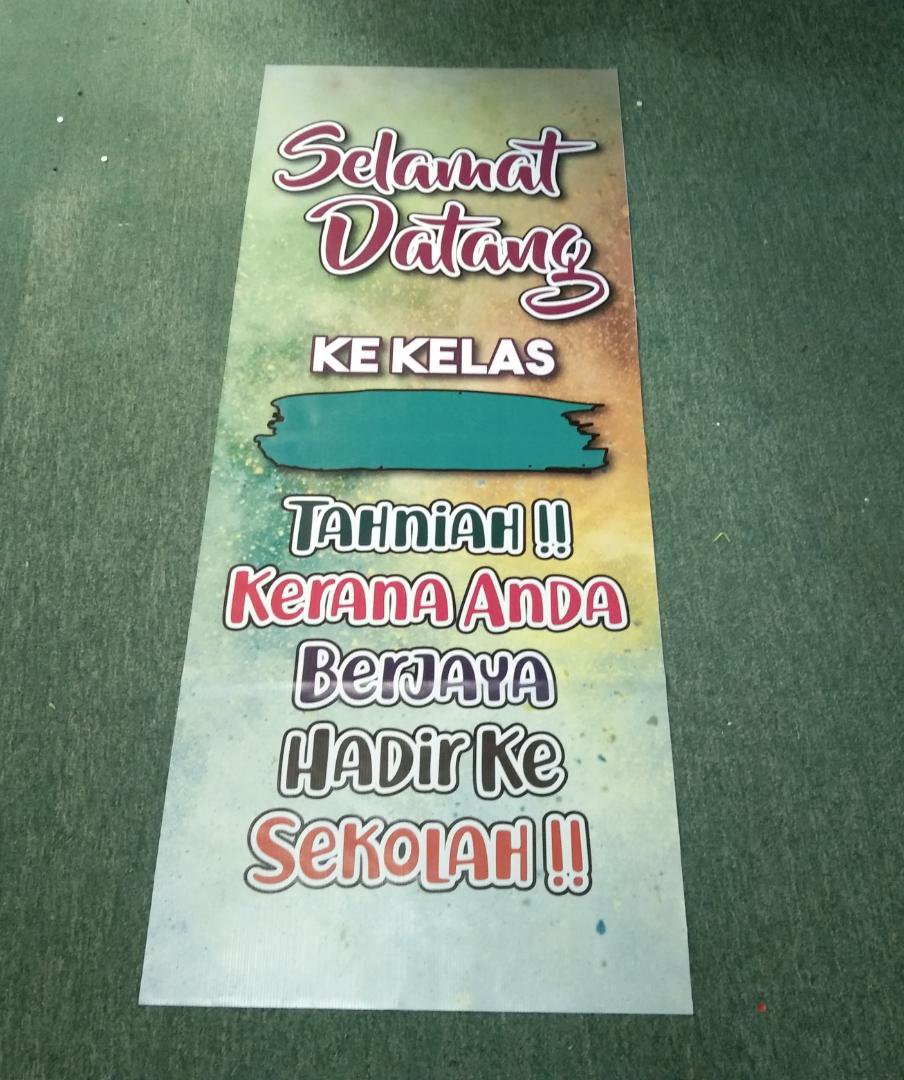 Selamat
Datang
KE KELAS
TAHNIAH !!
Kerana Anda
Berjaya
Hadir Ke
Sekolah !!